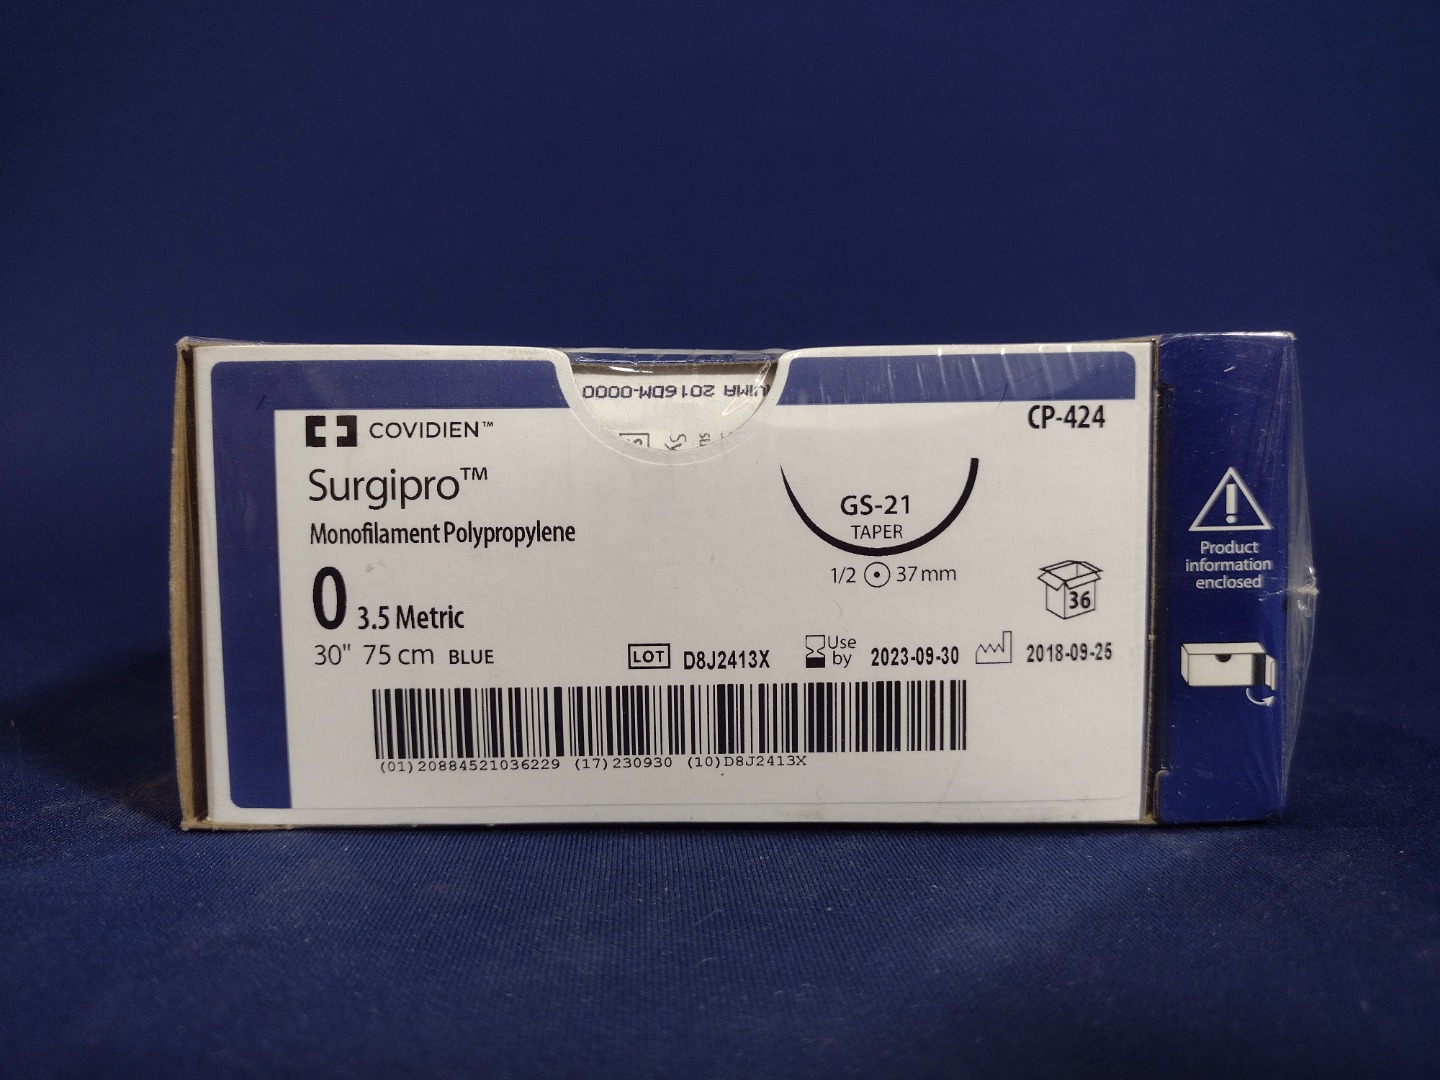 WIMA 2016DM-0000
COVIDIEN™
CP-424
Surgipro™
Monofilament Polypropylene
GS-21
TAPER
1/2 37 mm
0 3.5 Metric
36
30" 75 cm BLUE
LOT D8J2413X
Use by 2023-09-30
2018-09-25
(01)20884521036229 (17)230930 (10)D8J2413X
Product
information
enclosed